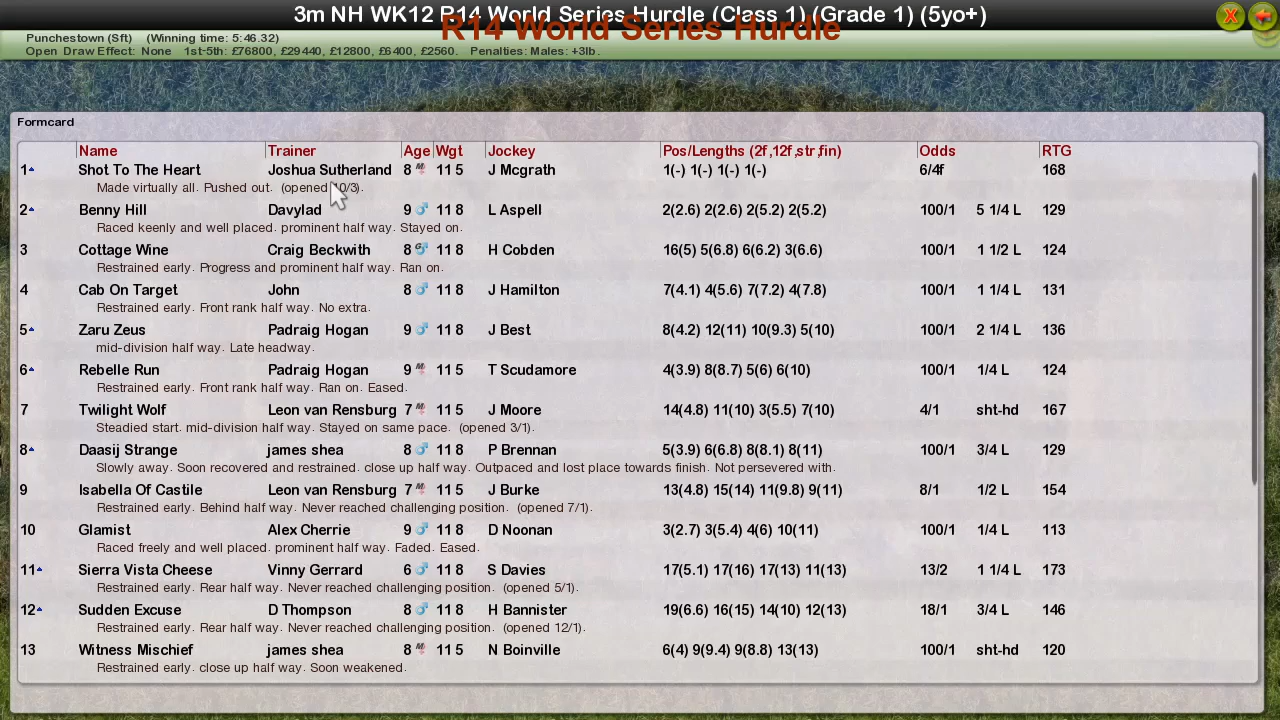 3m NH WK12 R14 World Series Hurdle (Class 1) (Grade 1) (5yo+)
R14 World Series Hurdle
Punchestown (Sft) (Winning time: 5:46.32)
Open Draw Effect: None 1st-5th: £76800, £29440, £12800, £6400, £2560. Penalties: Males: +3lb.
Formcard
Name Trainer Age Wgt Jockey Pos/Lengths (2f,12f,str,fin) Odds RTG
1 Shot To The Heart Joshua Sutherland 8 11 5 J Mcgrath 1(-) 1(-) 1(-) 1(-) 6/4f 168
Made virtually all. Pushed out. (opened 10/3).
2 Benny Hill Davylad 9 11 8 L Aspell 2(2.6) 2(2.6) 2(5.2) 2(5.2) 100/1 5 1/4 L 129
Raced keenly and well placed. prominent half way. Stayed on.
3 Cottage Wine Craig Beckwith 8 11 8 H Cobden 16(5) 5(6.8) 6(6.2) 3(6.6) 100/1 1 1/2 L 124
Restrained early. Progress and prominent half way. Ran on.
4 Cab On Target John 8 11 8 J Hamilton 7(4.1) 4(5.6) 7(7.2) 4(7.8) 100/1 1 1/4 L 131
Restrained early. Front rank half way. No extra.
5 Zaru Zeus Padraig Hogan 9 11 8 J Best 8(4.2) 12(11) 10(9.3) 5(10) 100/1 2 1/4 L 136
mid-division half way. Late headway.
6 Rebelle Run Padraig Hogan 9 11 5 T Scudamore 4(3.9) 8(8.7) 5(6) 6(10) 100/1 1/4 L 124
Restrained early. Front rank half way. Ran on. Eased.
7 Twilight Wolf Leon van Rensburg 7 11 5 J Moore 14(4.8) 11(10) 3(5.5) 7(10) 4/1 sht-hd 167
Steadied start. mid-division half way. Stayed on same pace. (opened 3/1).
8 Daasij Strange james shea 8 11 8 P Brennan 5(3.9) 6(6.8) 8(8.1) 8(11) 100/1 3/4 L 129
Slowly away. Soon recovered and restrained. close up half way. Outpaced and lost place towards finish. Not persevered with.
9 Isabella Of Castile Leon van Rensburg 7 11 5 J Burke 13(4.8) 15(14) 11(9.8) 9(11) 8/1 1/2 L 154
Restrained early. Behind half way. Never reached challenging position. (opened 7/1).
10 Glamist Alex Cherrie 9 11 8 D Noonan 3(2.7) 3(5.4) 4(6) 10(11) 100/1 1/4 L 113
Raced freely and well placed. prominent half way. Faded. Eased.
11 Sierra Vista Cheese Vinny Gerrard 6 11 8 S Davies 17(5.1) 17(16) 17(13) 11(13) 13/2 1 1/4 L 173
Restrained early. Rear half way. Never reached challenging position. (opened 5/1).
12 Sudden Excuse D Thompson 8 11 8 H Bannister 19(6.6) 16(15) 14(10) 12(13) 18/1 3/4 L 146
Restrained early. Rear half way. Never reached challenging position. (opened 12/1).
13 Witness Mischief james shea 8 11 5 N Boinville 6(4) 9(9.4) 9(8.8) 13(13) 100/1 sht-hd 120
Restrained early. close up half way. Soon weakened.